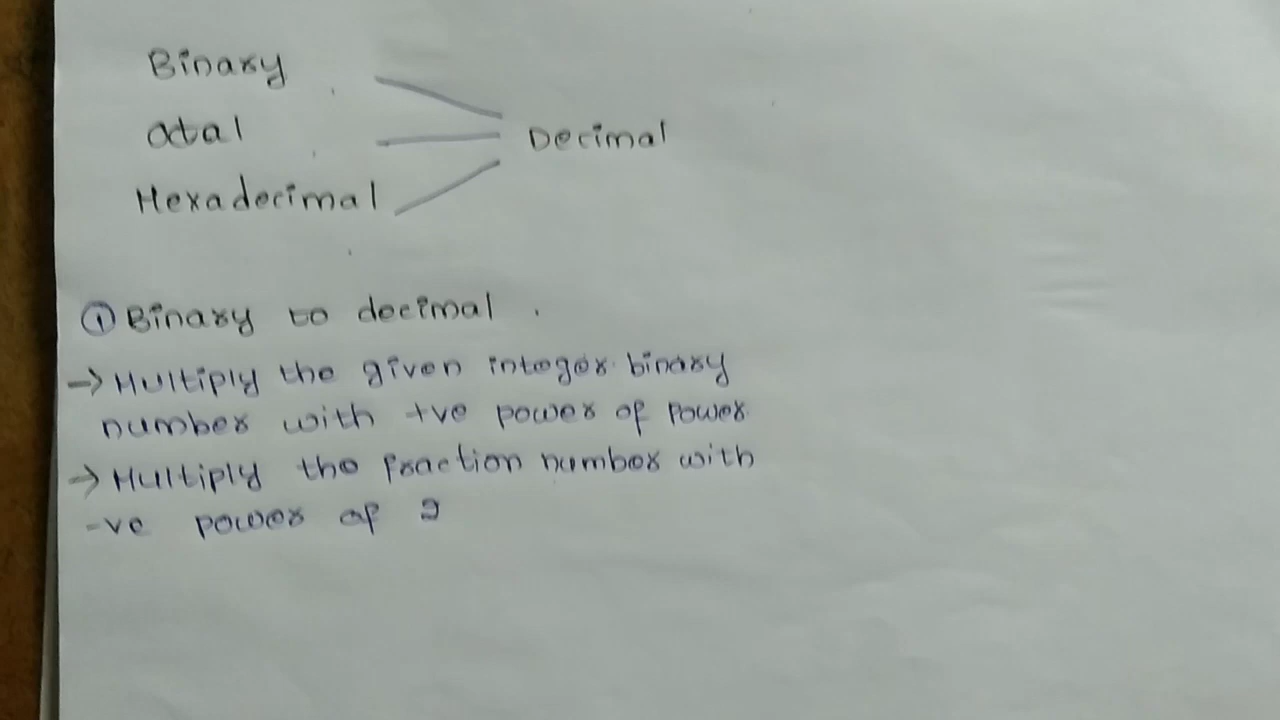 Binary
Octal
Decimal
Hexadecimal
① Binary to decimal .
→ Multiply the given integer binary
number with +ve power of power
→ Multiply the fraction number with
-ve power of 2